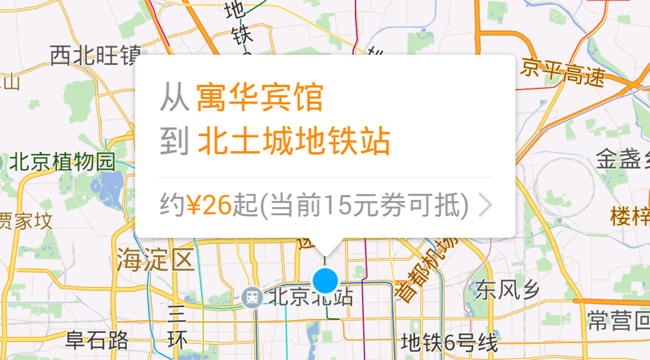 地铁
西北旺镇
京平高速
山
从 寓华宾馆
到 北土城地铁站
北京植物园
金盏乡
约¥26起(当前15元券可抵)
贾家坟
楼梓
海淀区
首都机场
北京北站
东风乡
三环
常营回
阜石路
地铁6号线